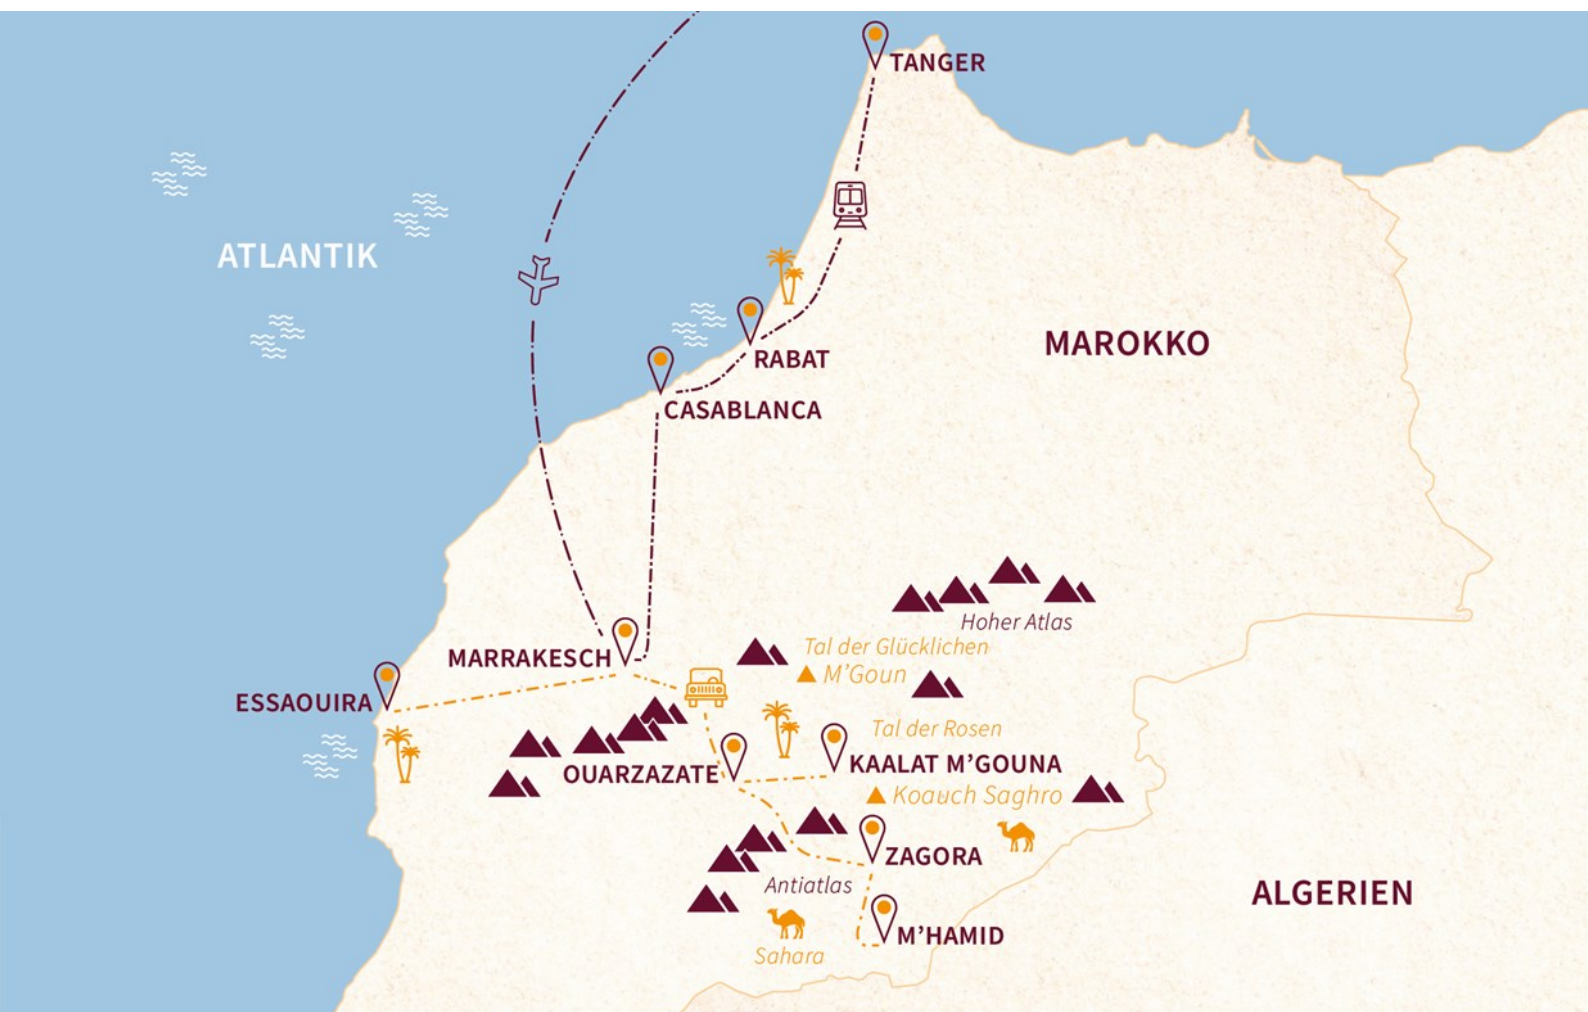 TANGER
ATLANTIK
MAROKKO
RABAT
CASABLANCA
Hoher Atlas
Tal der Glücklichen
M’Goun
MARRAKESCH
ESSAOUIRA
Tal der Rosen
KAALAT M’GOUNA
OUARZAZATE
Koauch Saghro
ZAGORA
Antiatlas
ALGERIEN
M’HAMID
Sahara